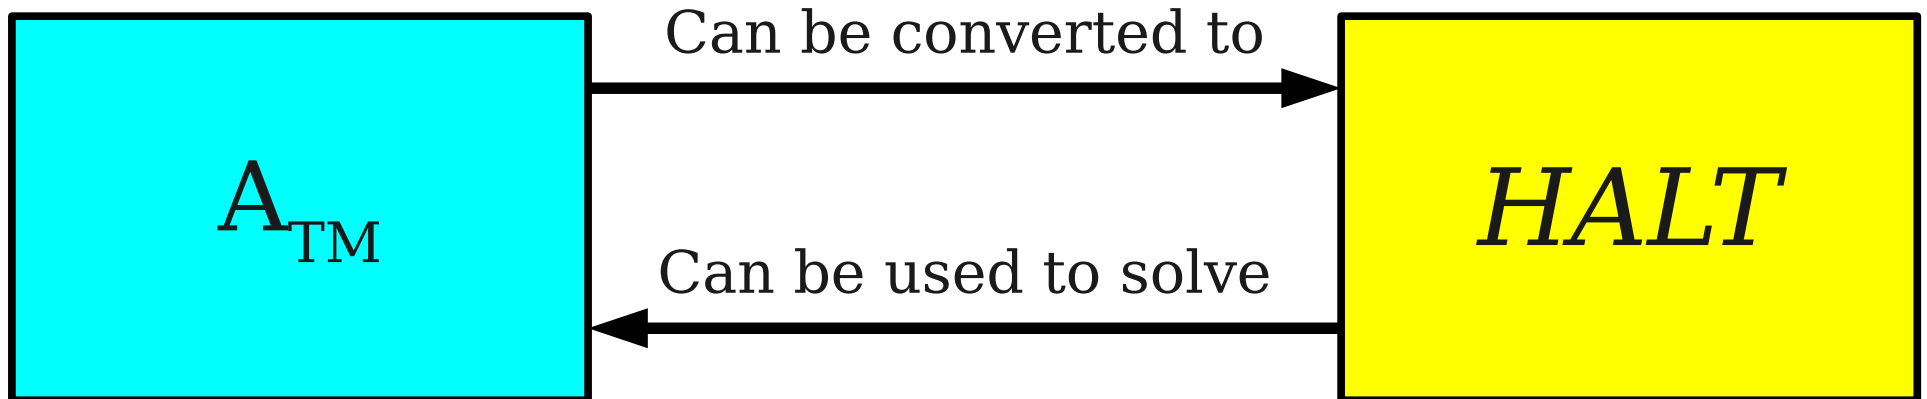 Can be converted to
A_TM
HALT
Can be used to solve